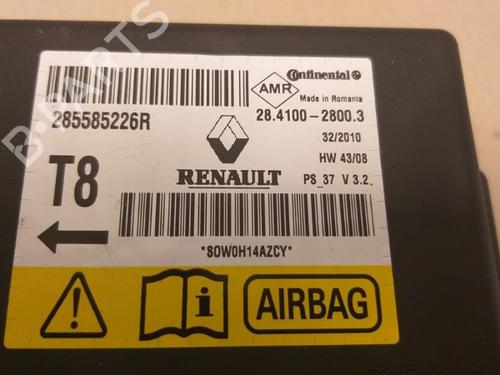 B-PARTS
Continental
AMR
Made in Romania
285585226R
28.4100-2800.3
32/2010
HW 43/08
T8
RENAULT
PS_37 V 3.2.
*80W0H14AZCY*
i
AIRBAG